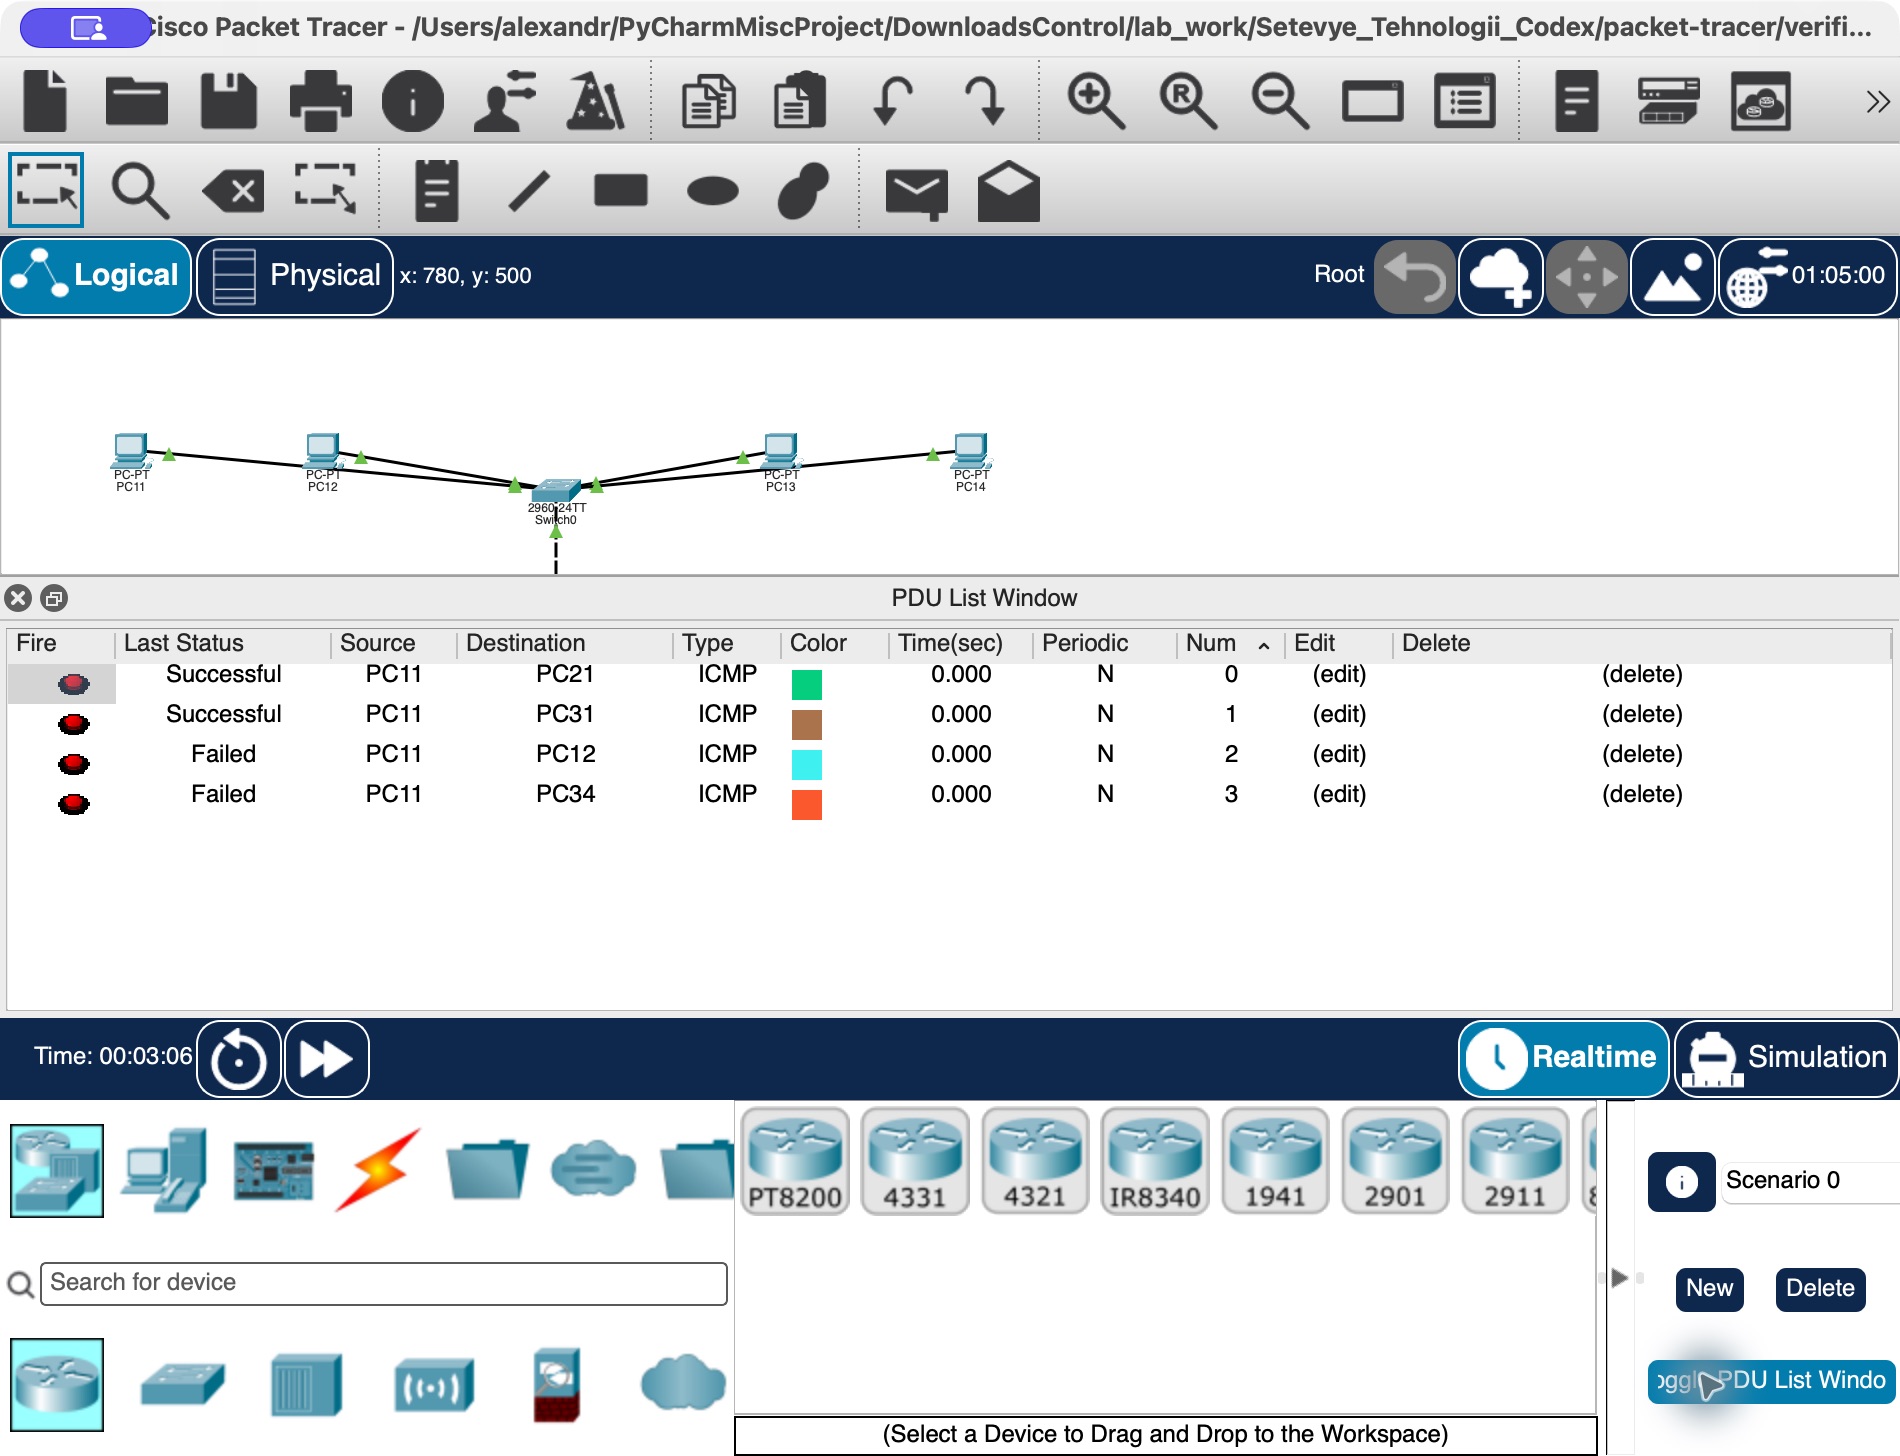 Cisco Packet Tracer - /Users/alexandr/PyCharmMiscProject/DownloadsControl/lab_work/Setevye_Tehnologii_Codex/packet-tracer/verifi...
Logical
Physical
x: 780, y: 500
Root
01:05:00
PC-PT
PC11
PC-PT
PC12
PC-PT
PC13
PC-PT
PC14
2960-24TT
Switch0
PDU List Window
Fire Last Status Source Destination Type Color Time(sec) Periodic Num Edit Delete
Successful PC11 PC21 ICMP 0.000 N 0 (edit) (delete)
Successful PC11 PC31 ICMP 0.000 N 1 (edit) (delete)
Failed PC11 PC12 ICMP 0.000 N 2 (edit) (delete)
Failed PC11 PC34 ICMP 0.000 N 3 (edit) (delete)
Time: 00:03:06
Realtime
Simulation
PT8200
4331
4321
IR8340
1941
2901
2911
Scenario 0
Search for device
New
Delete
PDU List Windo
(Select a Device to Drag and Drop to the Workspace)